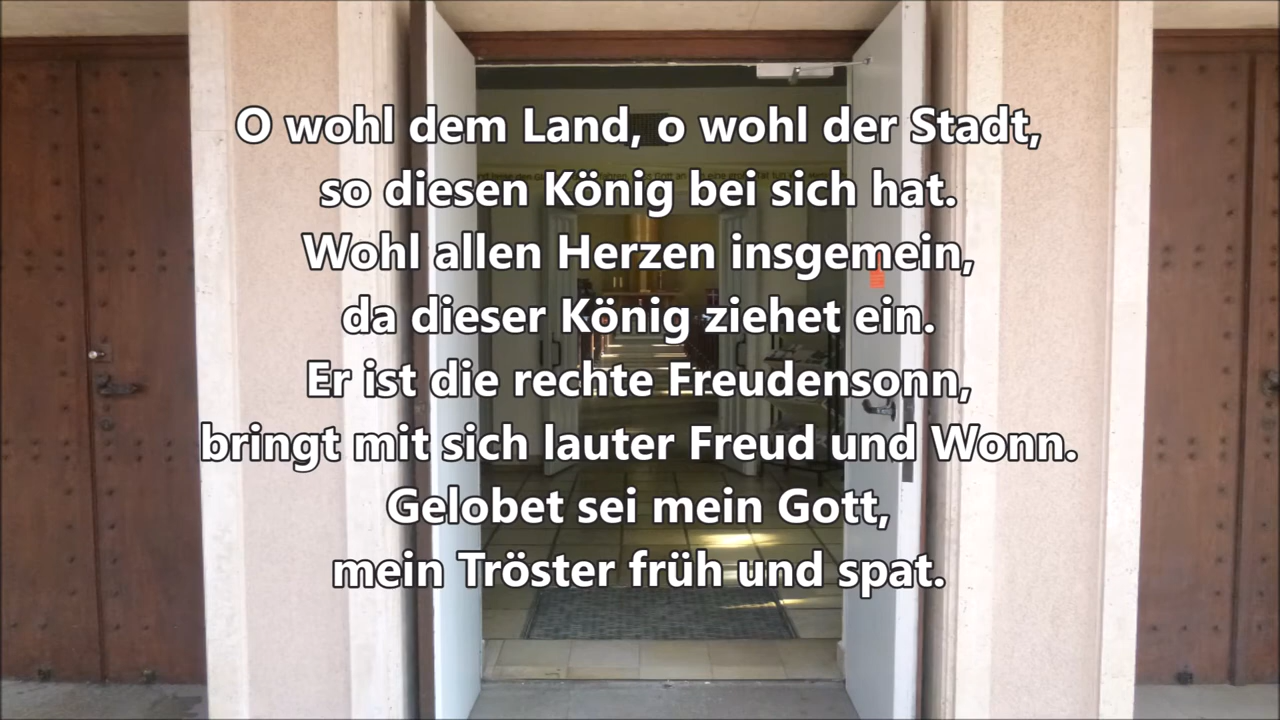 O wohl dem Land, o wohl der Stadt,
so diesen König bei sich hat.
Wohl allen Herzen insgemein,
da dieser König ziehet ein.
Er ist die rechte Freudensonn,
bringt mit sich lauter Freud und Wonn.
Gelobet sei mein Gott,
mein Tröster früh und spat.